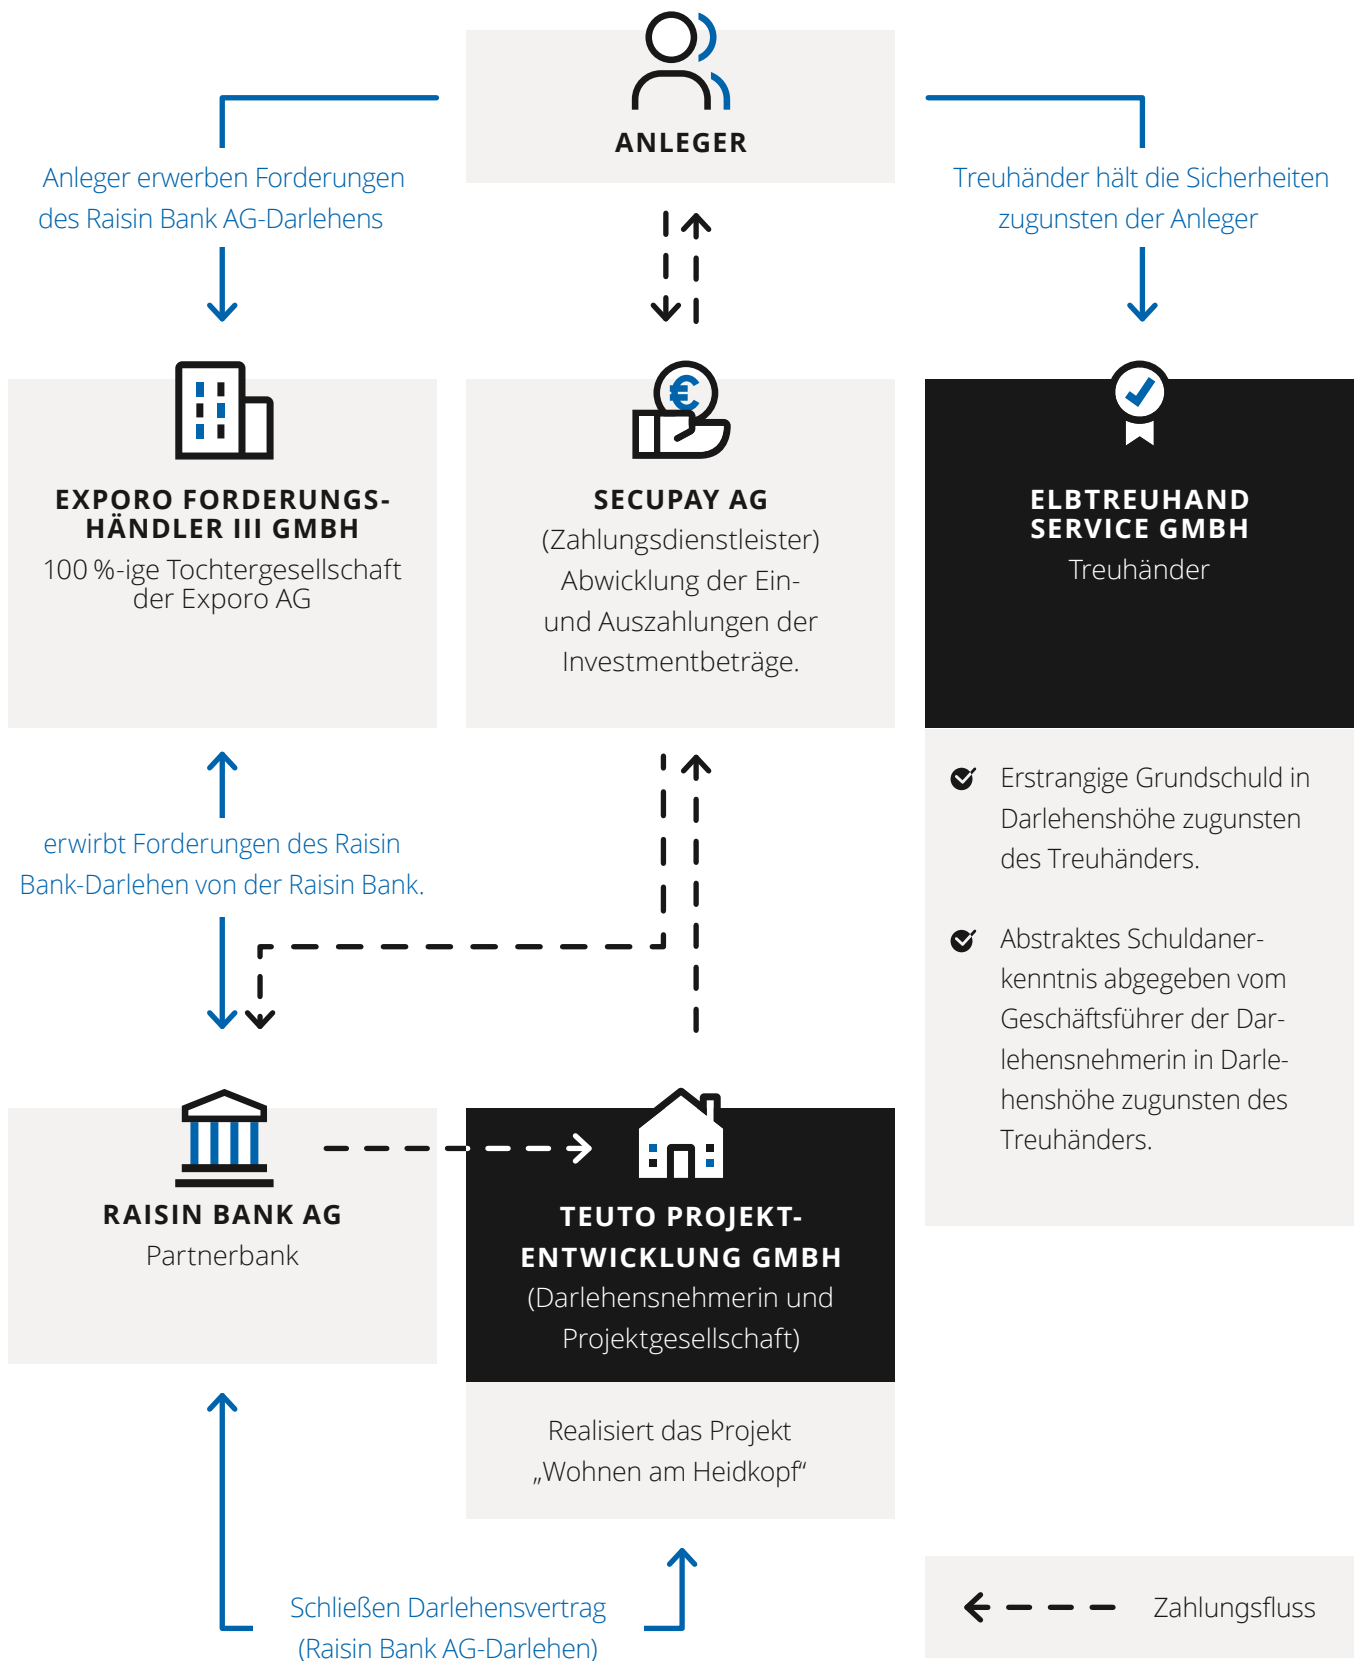 ANLEGER
Anleger erwerben Forderungen
des Raisin Bank AG-Darlehens
Treuhänder hält die Sicherheiten
zugunsten der Anleger
EXPORO FORDERUNGS-
HÄNDLER III GMBH
100 %-ige Tochtergesellschaft
der Exporo AG
€
SECUPAY AG
(Zahlungsdienstleister)
Abwicklung der Ein-
und Auszahlungen der
Investmentbeträge.
ELBTREUHAND
SERVICE GMBH
Treuhänder
erwirbt Forderungen des Raisin
Bank-Darlehen von der Raisin Bank.
Erstrangige Grundschuld in
Darlehenshöhe zugunsten
des Treuhänders.
Abstraktes Schuldaner-
kenntnis abgegeben vom
Geschäftsführer der Dar-
lehensnehmerin in Darle-
henshöhe zugunsten des
Treuhänders.
RAISIN BANK AG
Partnerbank
TEUTO PROJEKT-
ENTWICKLUNG GMBH
(Darlehensnehmerin und
Projektgesellschaft)
Realisiert das Projekt
„Wohnen am Heidkopf“
Schließen Darlehensvertrag
(Raisin Bank AG-Darlehen)
Zahlungsfluss